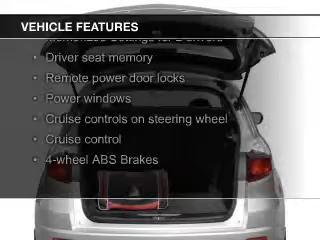 VEHICLE FEATURES
• Driver seat memory
• Remote power door locks
• Power windows
• Cruise controls on steering wheel
• Cruise control
• 4-wheel ABS Brakes